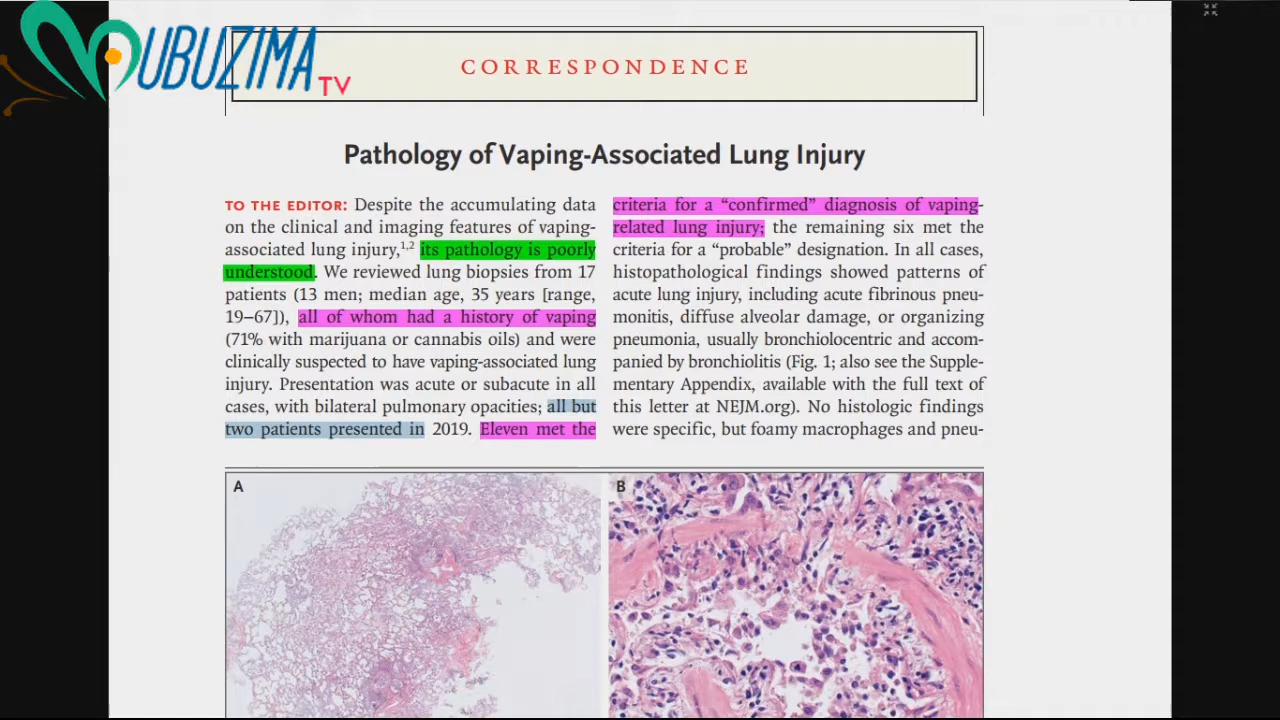 UBUZIMA
TV
CORRESPONDENCE
Pathology of Vaping-Associated Lung Injury
TO THE EDITOR: Despite the accumulating data
on the clinical and imaging features of vaping-
associated lung injury,1,2 its pathology is poorly
understood. We reviewed lung biopsies from 17
patients (13 men; median age, 35 years [range,
19–67]), all of whom had a history of vaping
(71% with marijuana or cannabis oils) and were
clinically suspected to have vaping-associated lung
injury. Presentation was acute or subacute in all
cases, with bilateral pulmonary opacities; all but
two patients presented in 2019. Eleven met the
criteria for a “confirmed” diagnosis of vaping-
related lung injury; the remaining six met the
criteria for a “probable” designation. In all cases,
histopathological findings showed patterns of
acute lung injury, including acute fibrinous pneu-
monitis, diffuse alveolar damage, or organizing
pneumonia, usually bronchiolocentric and accom-
panied by bronchiolitis (Fig. 1; also see the Supple-
mentary Appendix, available with the full text of
this letter at NEJM.org). No histologic findings
were specific, but foamy macrophages and pneu-
A
B